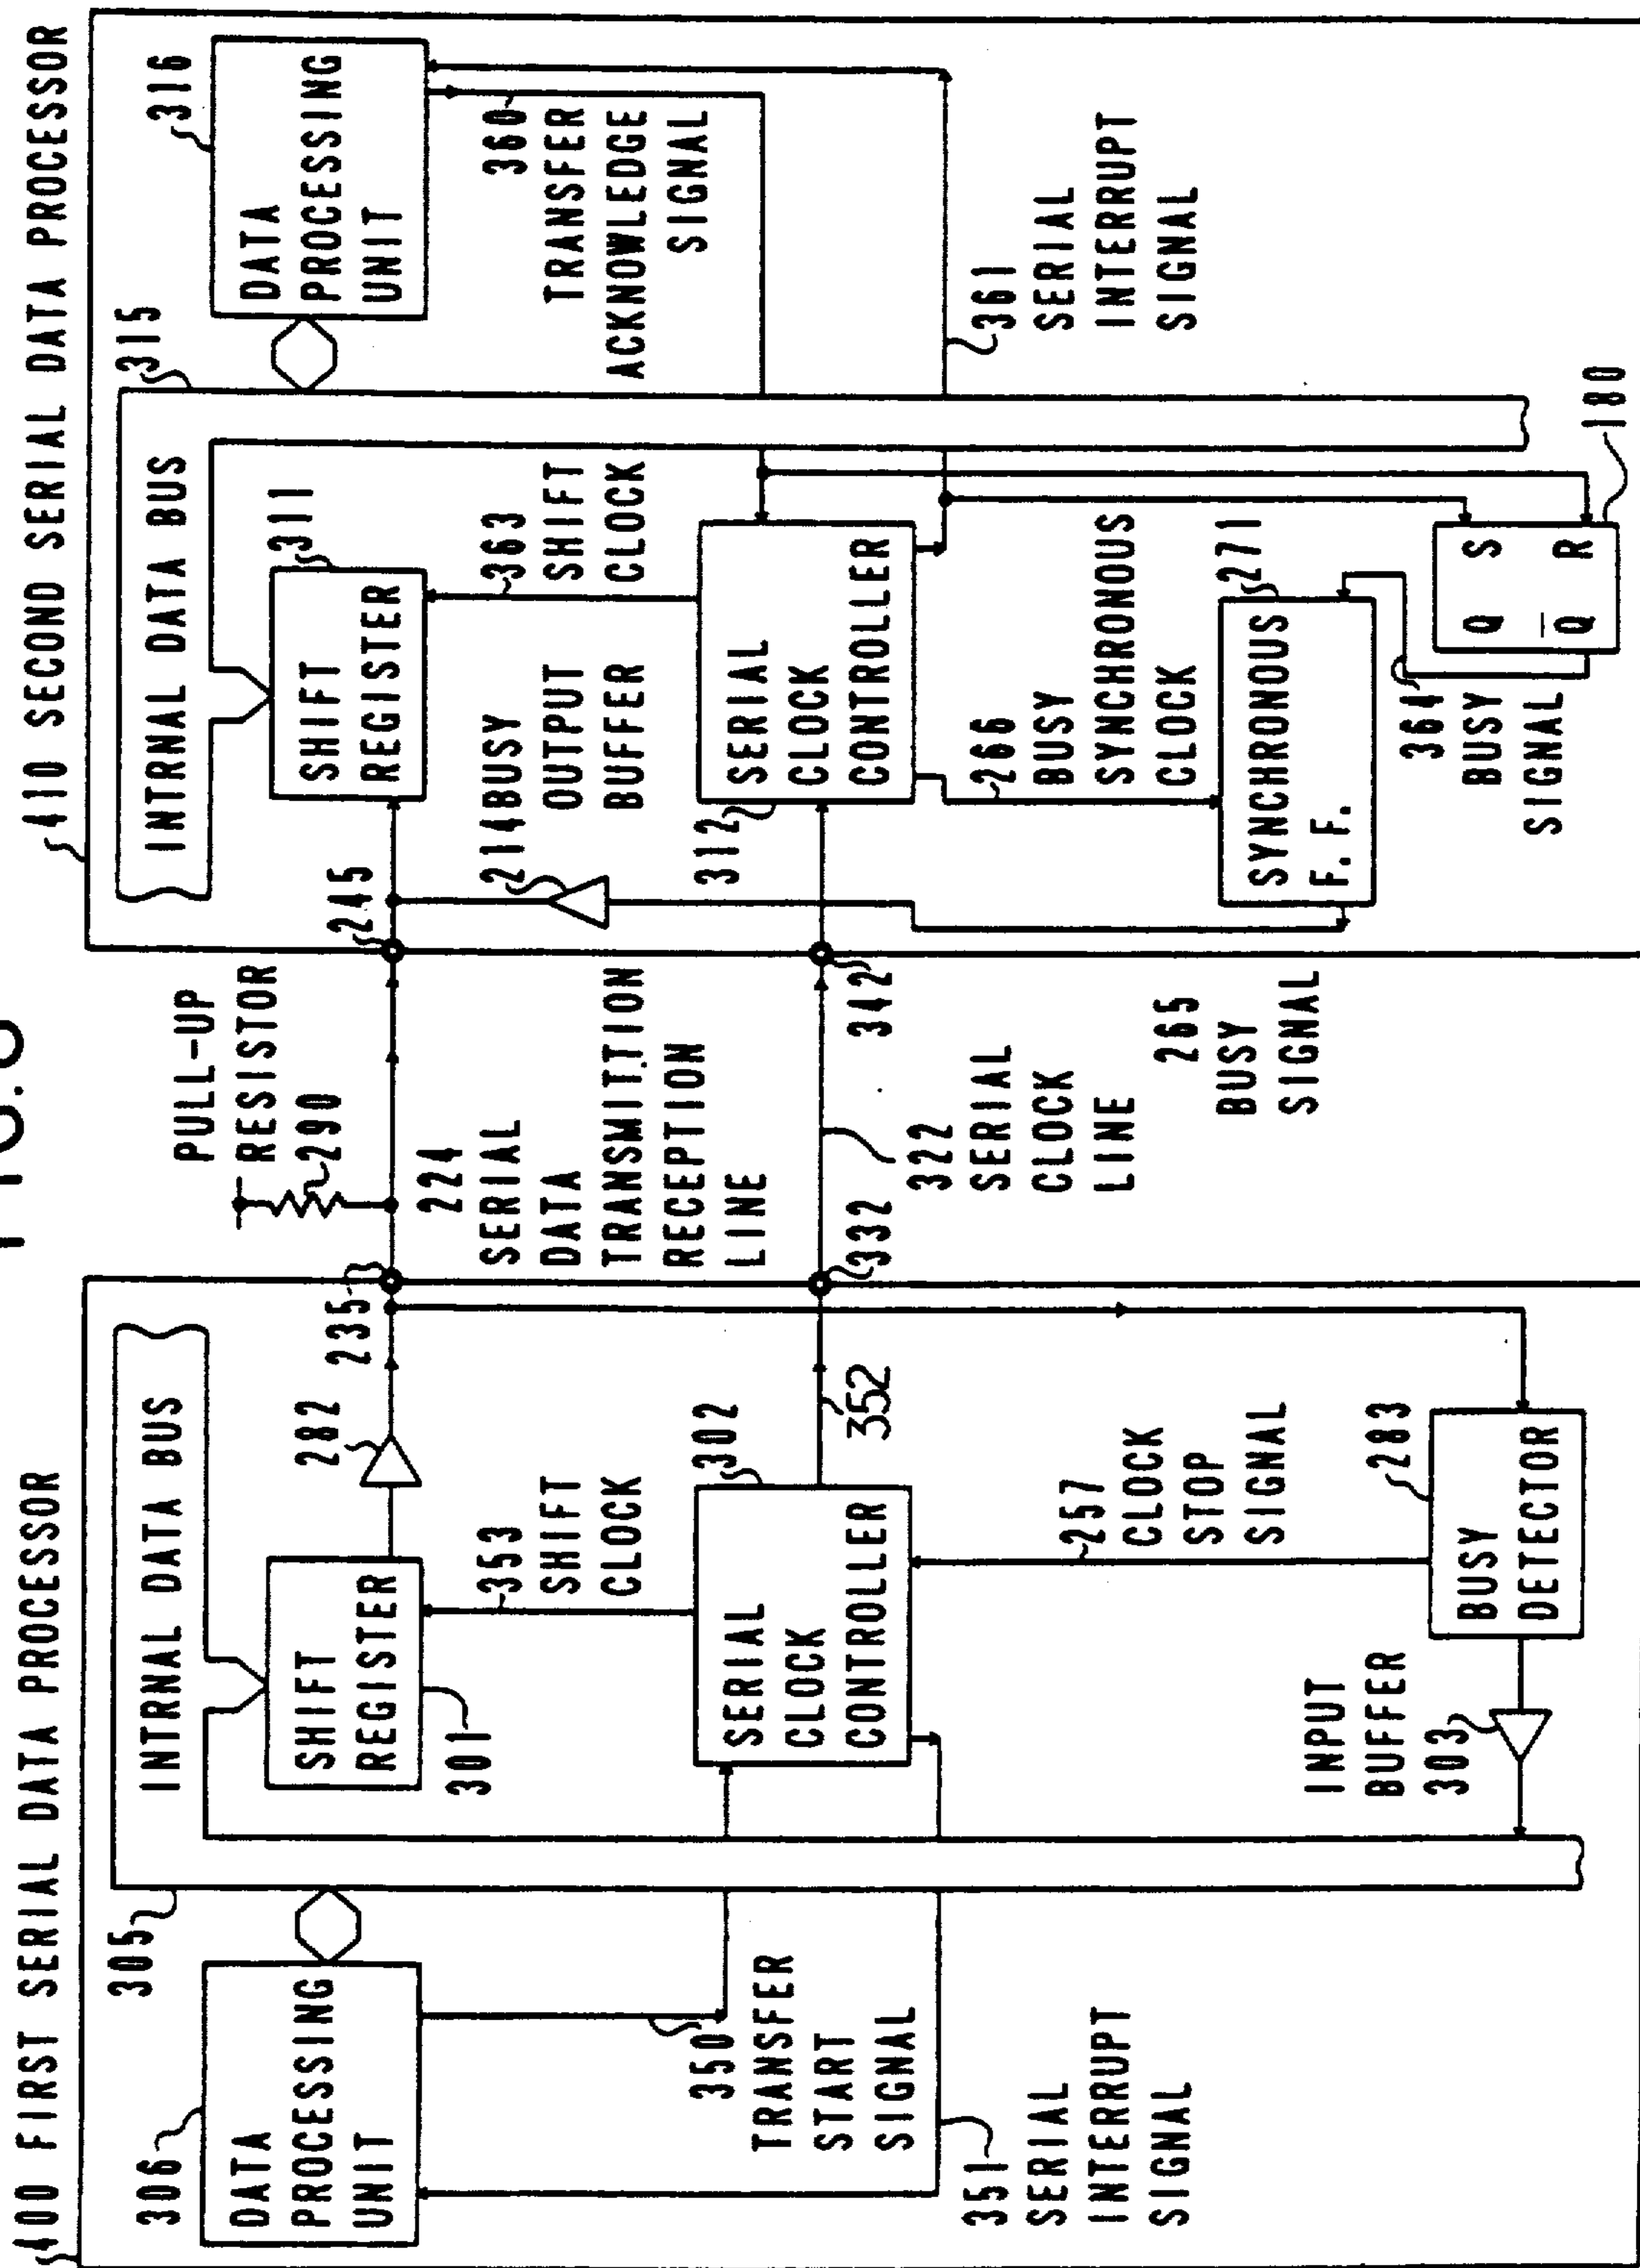 400 FIRST SERIAL DATA PROCESSOR
306
DATA
PROCESSING
UNIT
305
INTRNAL DATA BUS
SHIFT
REGISTER
301
282
235
353
SHIFT
CLOCK
350
TRANSFER
START
SIGNAL
351
SERIAL
INTERRUPT
SIGNAL
SERIAL
CLOCK
CONTROLLER
302
352
257
CLOCK
STOP
SIGNAL
BUSY
DETECTOR
283
INPUT
BUFFER
303
PULL-UP
RESISTOR
290
224
SERIAL
DATA
TRANSMITTION
RECEPTION
LINE
332
342
322
SERIAL
CLOCK
LINE
265
BUSY
SIGNAL
410 SECOND SERIAL DATA PROCESSOR
245
INTRNAL DATA BUS
315
SHIFT
REGISTER
311
316
DATA
PROCESSING
UNIT
214 BUSY
OUTPUT
BUFFER
363
SHIFT
CLOCK
360
TRANSFER
ACKNOWLEDGE
SIGNAL
312
SERIAL
CLOCK
CONTROLLER
361
SERIAL
INTERRUPT
SIGNAL
266
BUSY
SYNCHRONOUS
CLOCK
SYNCHRONOUS
F. F.
271
364
BUSY
SIGNAL
Q S
Q R
180